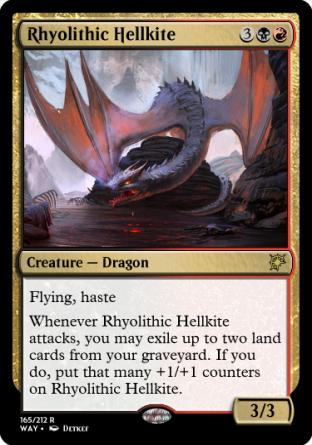 Rhyolithic Hellkite 3
Creature — Dragon
Flying, haste
Whenever Rhyolithic Hellkite
attacks, you may exile up to two land
cards from your graveyard. If you
do, put that many +1/+1 counters
on Rhyolithic Hellkite.
165/212 R
WAY • Detkef
3/3